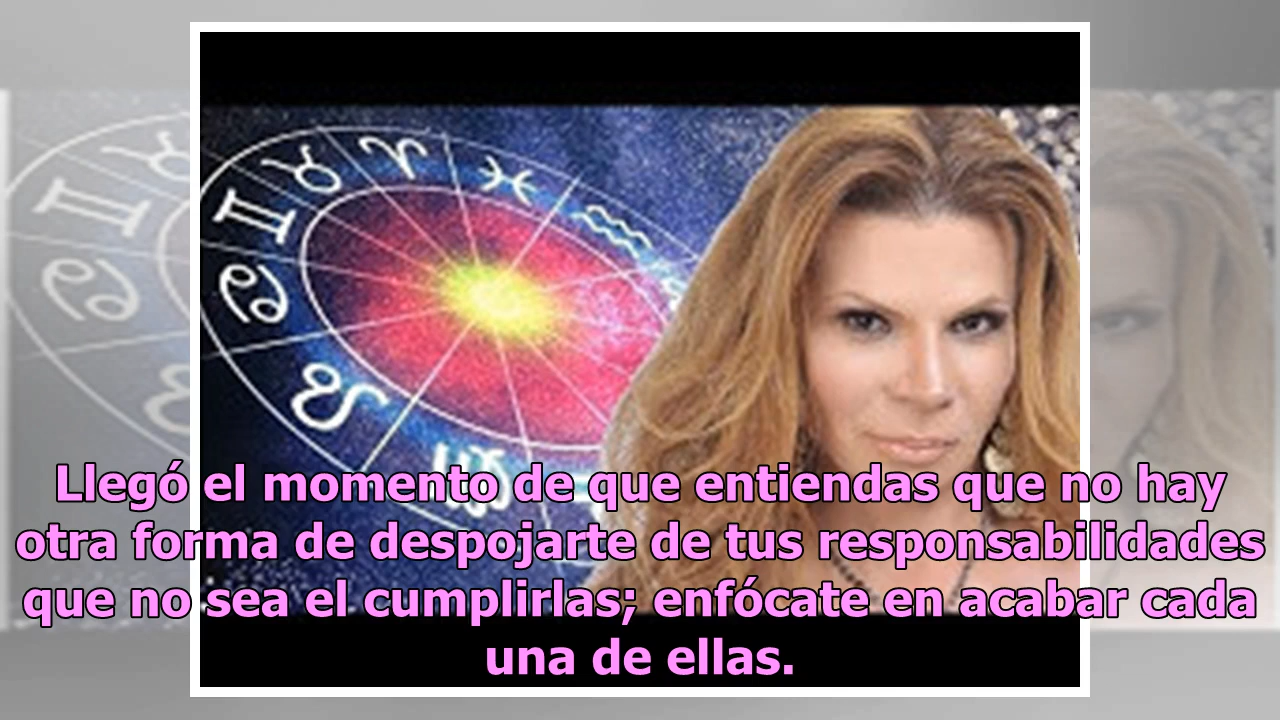 Llegó el momento de que entiendas que no hay
otra forma de despojarte de tus responsabilidades
que no sea el cumplirlas; enfócate en acabar cada
una de ellas.